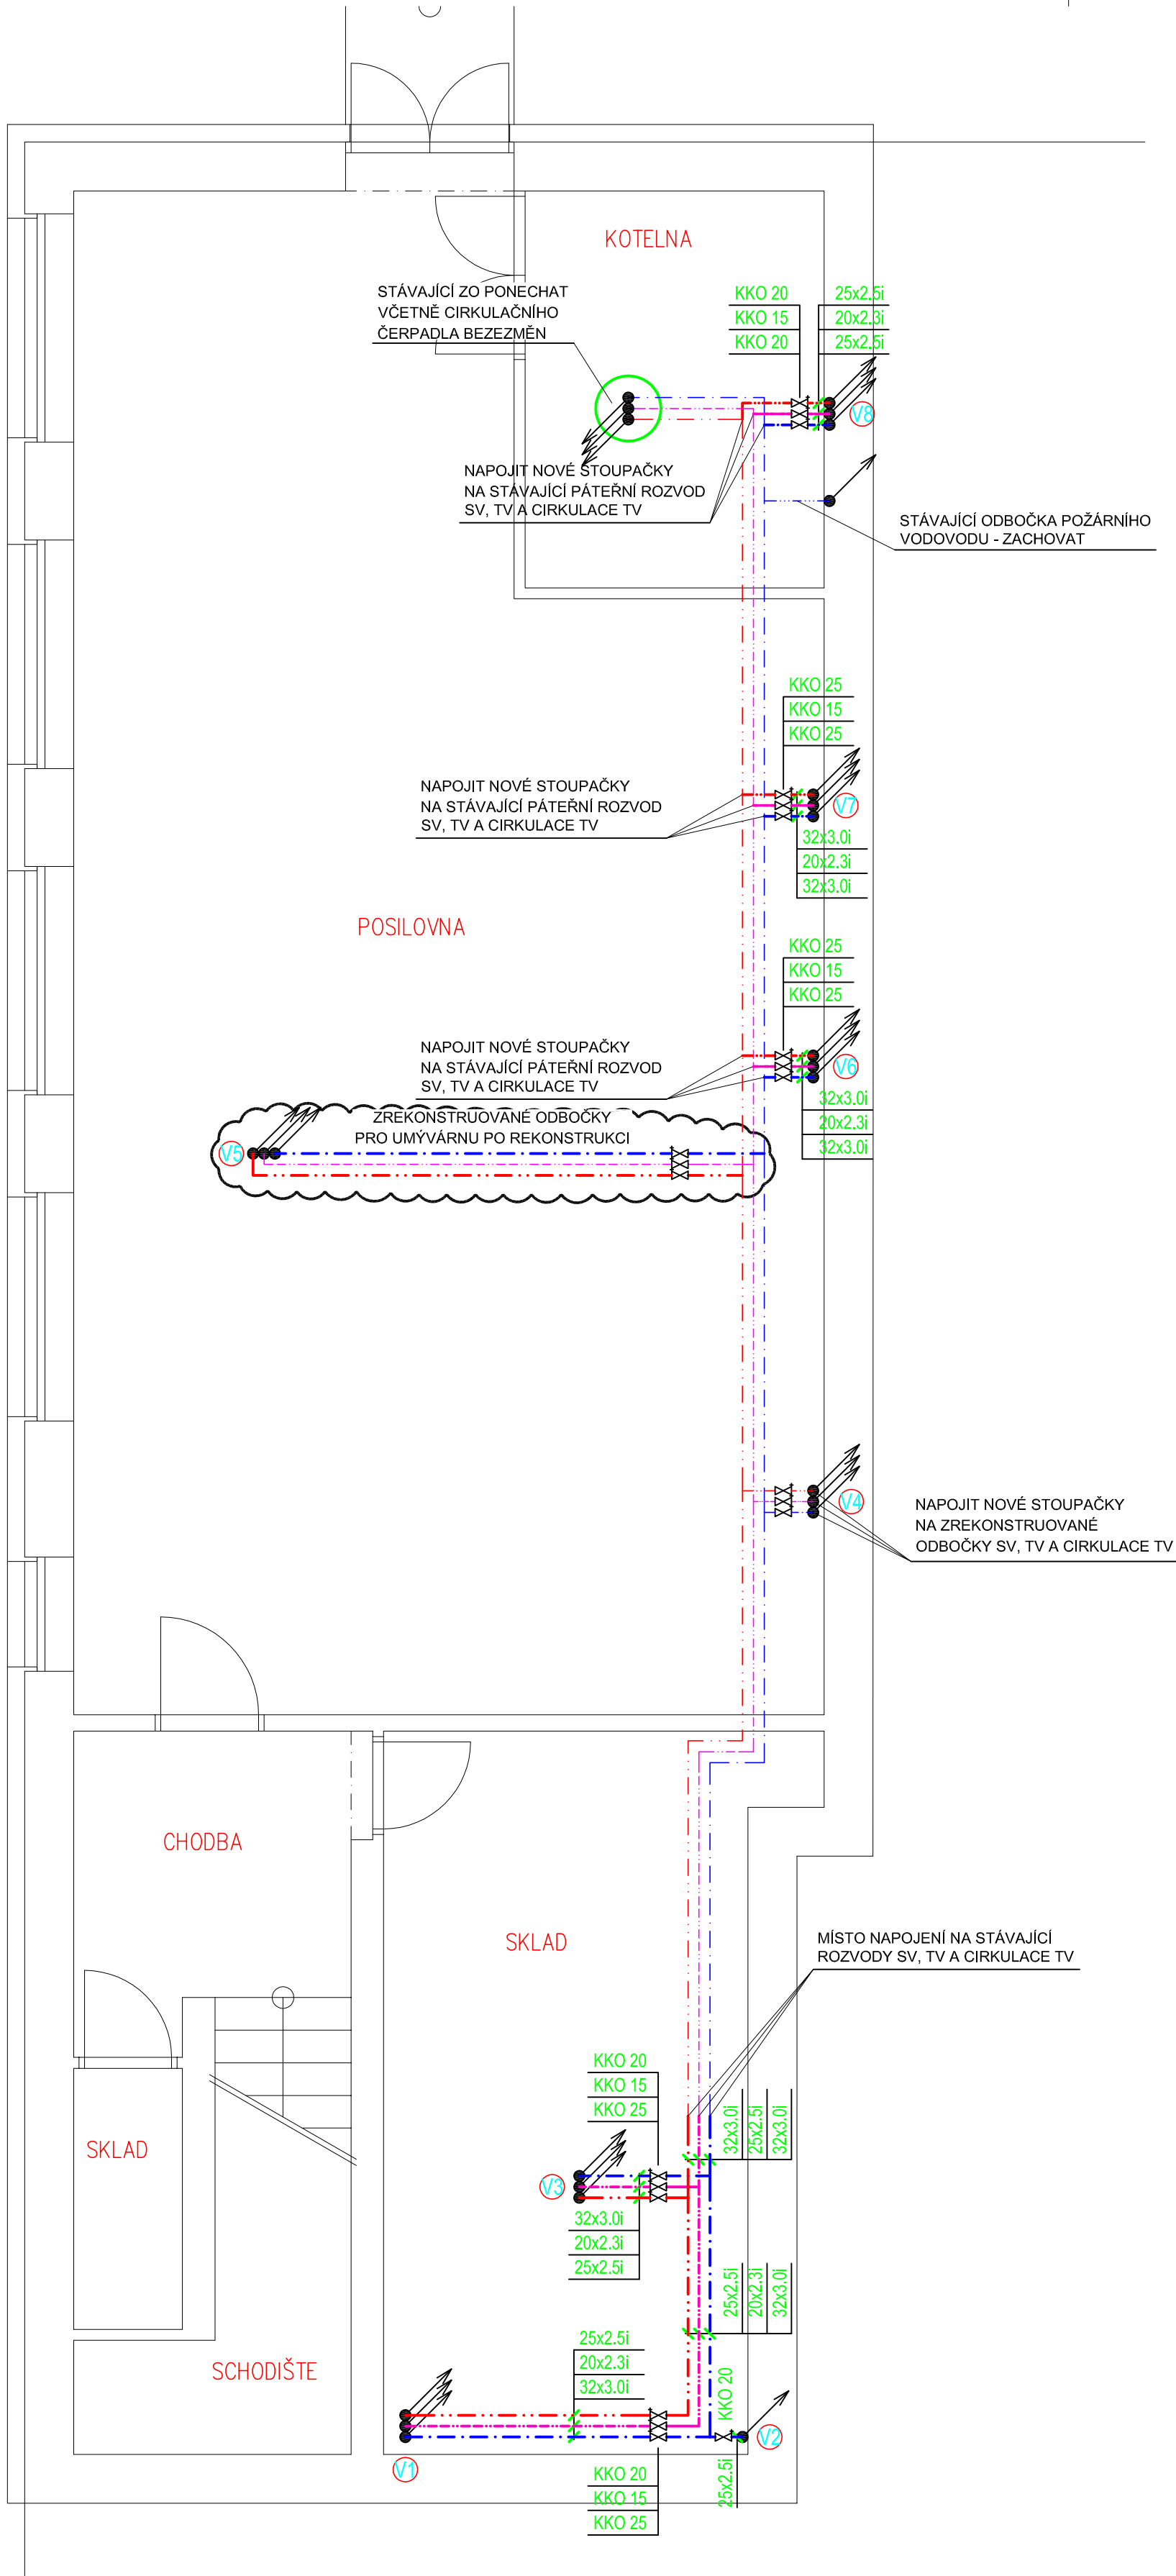 KOTELNA
STÁVAJÍCÍ ZO PONECHAT
VČETNĚ CIRKULAČNÍHO
ČERPADLA BEZEZMĚN
KKO 20
KKO 15
KKO 20
25x2.5i
20x2.3i
25x2.5i
V8
NAPOJIT NOVÉ STOUPAČKY
NA STÁVAJÍCÍ PÁTEŘNÍ ROZVOD
SV, TV A CIRKULACE TV
STÁVAJÍCÍ ODBOČKA POŽÁRNÍHO
VODOVODU - ZACHOVAT
KKO 25
KKO 15
KKO 25
NAPOJIT NOVÉ STOUPAČKY
NA STÁVAJÍCÍ PÁTEŘNÍ ROZVOD
SV, TV A CIRKULACE TV
V7
32x3.0i
20x2.3i
32x3.0i
POSILOVNA
KKO 25
KKO 15
KKO 25
NAPOJIT NOVÉ STOUPAČKY
NA STÁVAJÍCÍ PÁTEŘNÍ ROZVOD
SV, TV A CIRKULACE TV
V6
32x3.0i
20x2.3i
32x3.0i
ZREKONSTRUOVANÉ ODBOČKY
PRO UMÝVÁRNU PO REKONSTRUKCI
V5
V4
NAPOJIT NOVÉ STOUPAČKY
NA ZREKONSTRUOVANÉ
ODBOČKY SV, TV A CIRKULACE TV
CHODBA
SKLAD
MÍSTO NAPOJENÍ NA STÁVAJÍCÍ
ROZVODY SV, TV A CIRKULACE TV
KKO 20
KKO 15
KKO 25
32x3.0i
25x2.5i
32x3.0i
SKLAD
V3
32x3.0i
20x2.3i
25x2.5i
25x2.5i
20x2.3i
32x3.0i
SCHODIŠTE
25x2.5i
20x2.3i
32x3.0i
KKO 20
V2
V1
25x2.5i
KKO 20
KKO 15
KKO 25